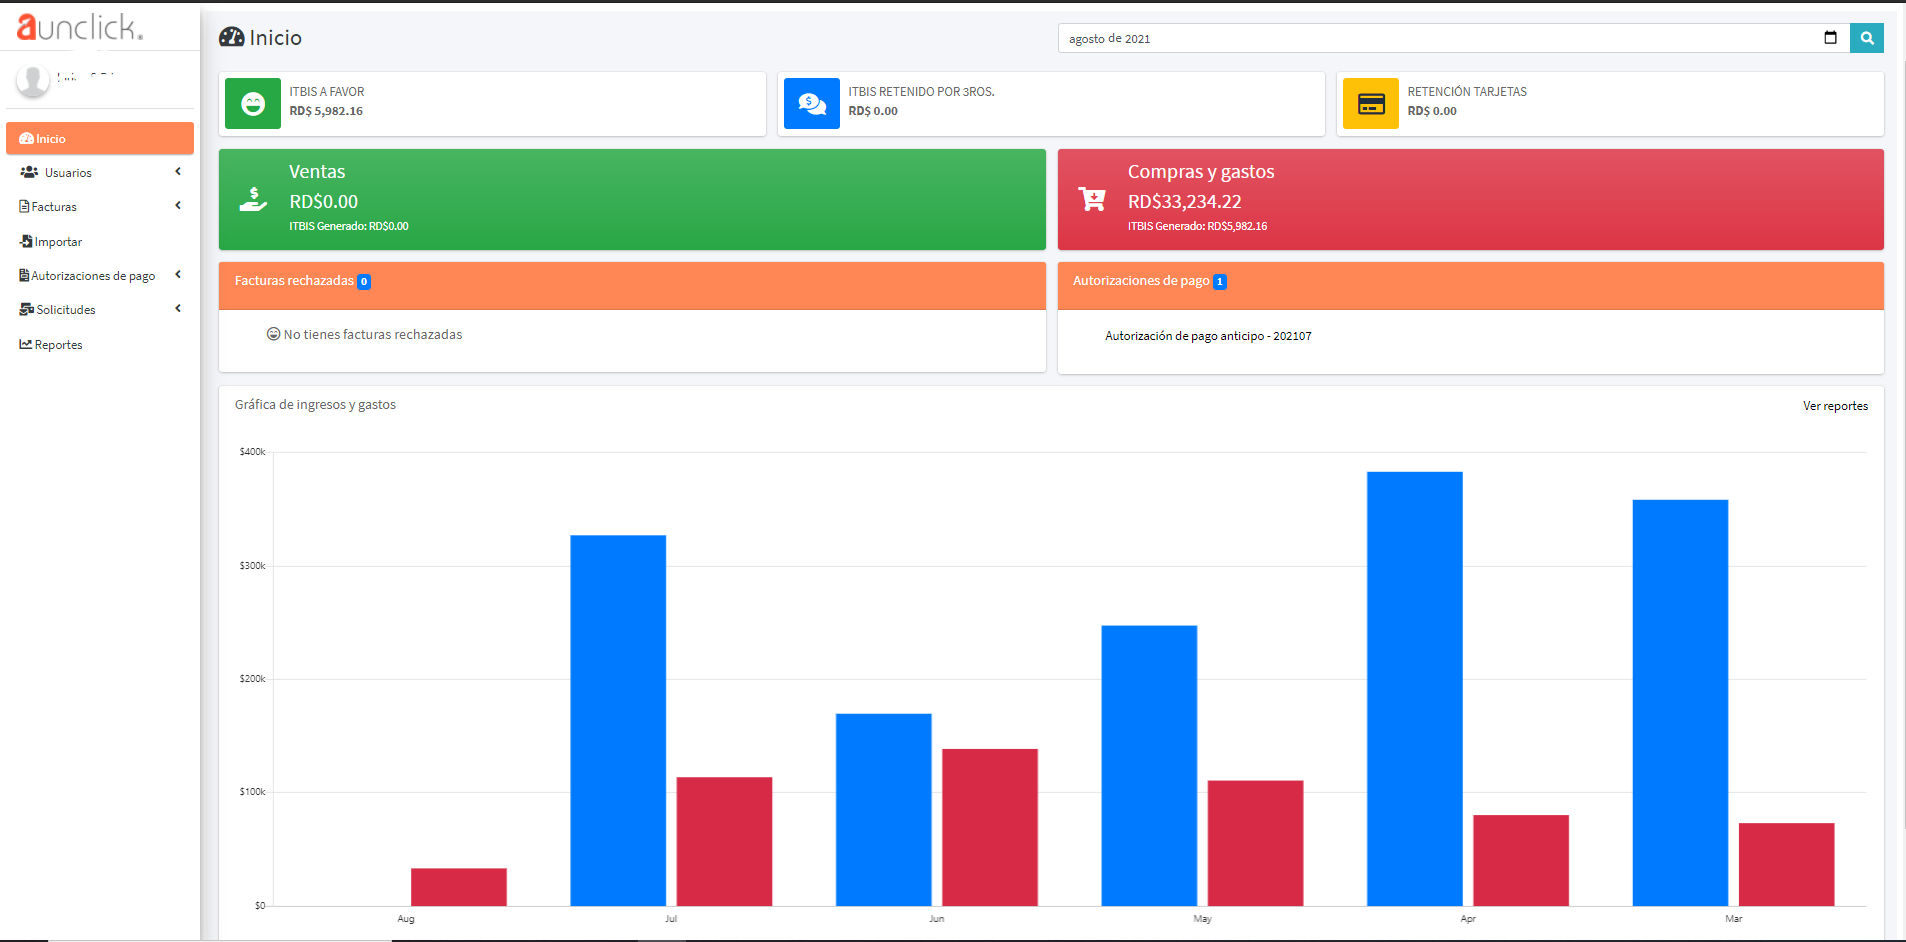 aunclick.
Inicio
Usuarios
Facturas
Importar
Autorizaciones de pago
Solicitudes
Reportes
Inicio
agosto de 2021
ITBIS A FAVOR
RD$ 5,982.16
ITBIS RETENIDO POR 3ROS.
RD$ 0.00
RETENCIÓN TARJETAS
RD$ 0.00
Ventas
RD$0.00
ITBIS Generado: RD$0.00
Compras y gastos
RD$33,234.22
ITBIS Generado: RD$5,982.16
Facturas rechazadas 0
No tienes facturas rechazadas
Autorizaciones de pago 1
Autorización de pago anticipo - 202107
Gráfica de ingresos y gastos
Ver reportes
$400k
$300k
$200k
$100k
$0
Aug Jul Jun May Apr Mar